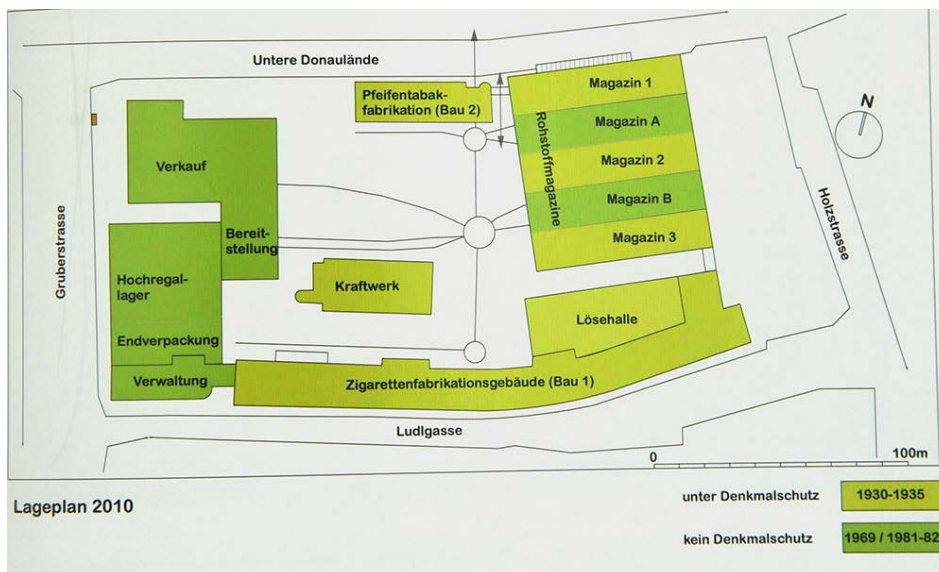 Untere Donaulände
Pfeifentabak-
fabrikation (Bau 2)
Magazin 1
Magazin A
Magazin 2
Magazin B
Magazin 3
Rohstoffmagazine
N
Verkauf
Bereit-
stellung
Gruberstrasse
Holzstrasse
Hochregal-
lager
Kraftwerk
Lösehalle
Endverpackung
Verwaltung
Zigarettenfabrikationsgebäude (Bau 1)
Ludlgasse
0
100m
Lageplan 2010
unter Denkmalschutz
1930-1935
kein Denkmalschutz
1969 / 1981-82